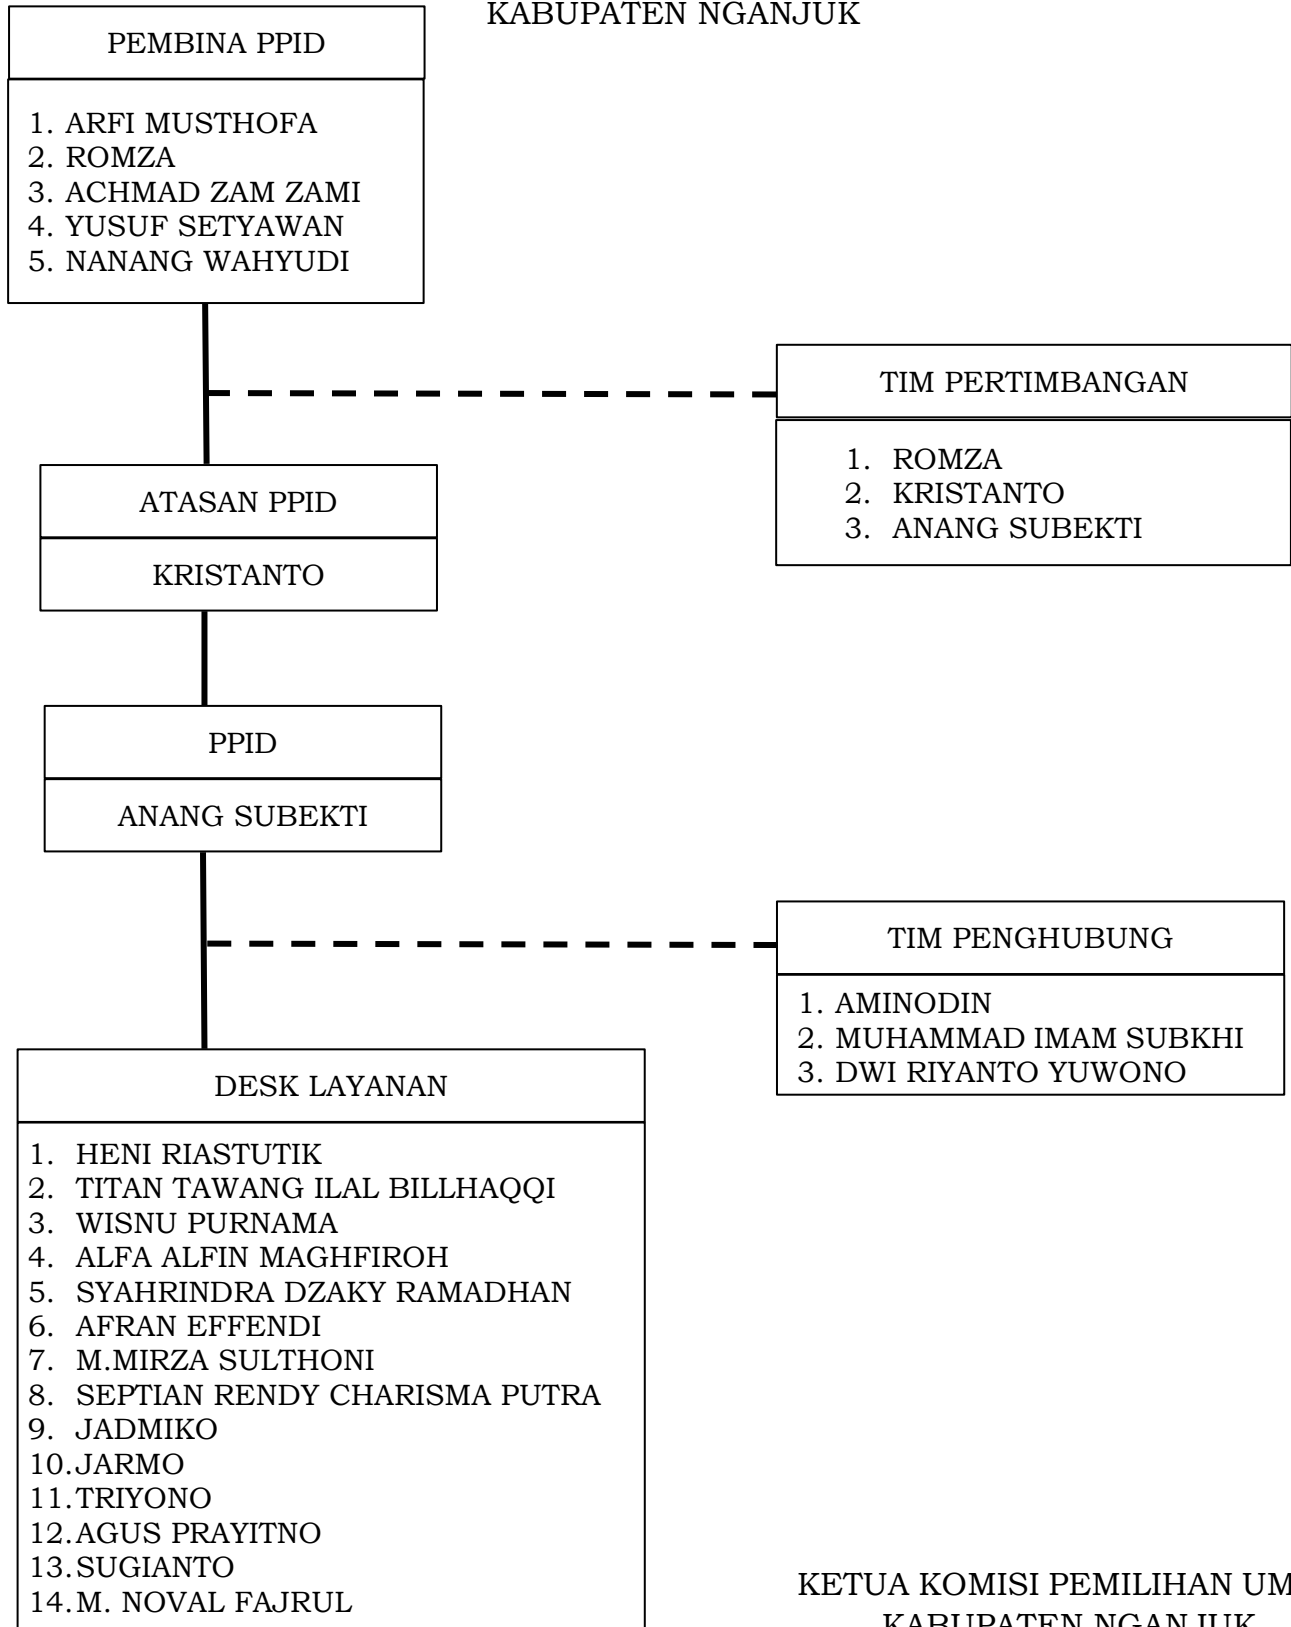 KABUPATEN NGANJUK
PEMBINA PPID
1. ARFI MUSTHOFA
2. ROMZA
3. ACHMAD ZAM ZAMI
4. YUSUF SETYAWAN
5. NANANG WAHYUDI
TIM PERTIMBANGAN
1. ROMZA
2. KRISTANTO
3. ANANG SUBEKTI
ATASAN PPID
KRISTANTO
PPID
ANANG SUBEKTI
TIM PENGHUBUNG
1. AMINODIN
2. MUHAMMAD IMAM SUBKHI
3. DWI RIYANTO YUWONO
DESK LAYANAN
1. HENI RIASTUTIK
2. TITAN TAWANG ILAL BILLHAQQI
3. WISNU PURNAMA
4. ALFA ALFIN MAGHFIROH
5. SYAHRINDRA DZAKY RAMADHAN
6. AFRAN EFFENDI
7. M.MIRZA SULTHONI
8. SEPTIAN RENDY CHARISMA PUTRA
9. JADMIKO
10.JARMO
11.TRIYONO
12.AGUS PRAYITNO
13.SUGIANTO
14.M. NOVAL FAJRUL
KETUA KOMISI PEMILIHAN UM
KABUPATEN NGANJUK